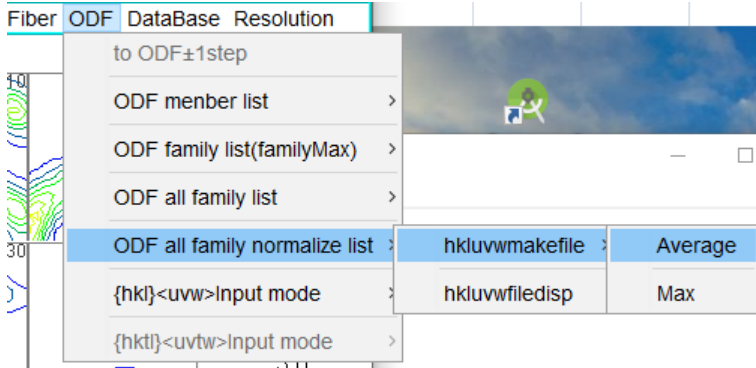 Fiber ODF DataBase Resolution
to ODF±1step
ODF menber list
ODF family list(familyMax)
ODF all family list
ODF all family normalize list hkluvwmakefile Average
{hkl}<uvw>Input mode hkluvwfiledisp Max
{hktl}<uvtw>Input mode
30